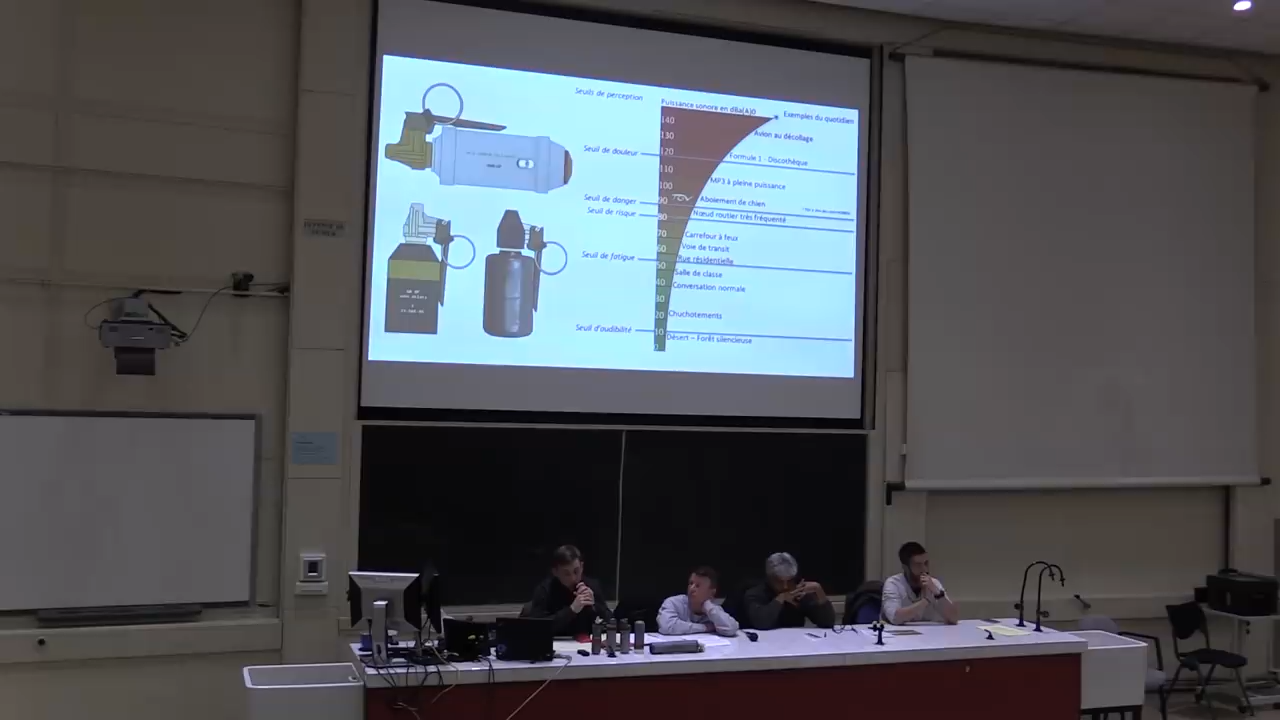 Seuils de perception
Puissance sonore en dBa(A)0
Exemples du quotidien
140
130
Avion au décollage
120
Seuil de douleur
Formule 1 - Discothèque
110
100
MP3 à pleine puissance
Seuil de danger
90
Aboiement de chien
Seuil de risque
80
Nœud routier très fréquenté
70
Carrefour à feux
60
Voie de transit
Seuil de fatigue
50
Rue résidentielle
Salle de classe
40
Conversation normale
30
20
Chuchotements
Seuil d'audibilité
10
Désert – Forêt silencieuse
0